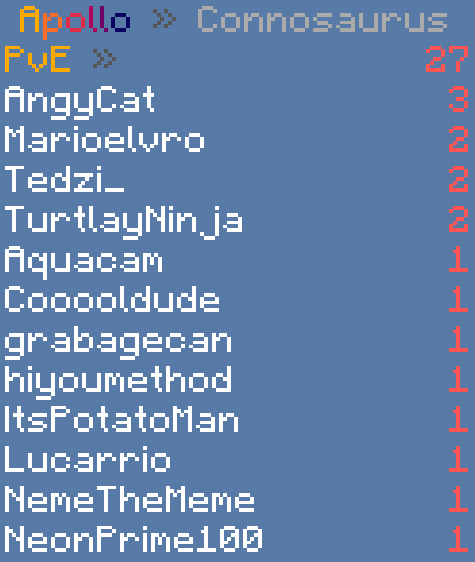 Apollo » Connosaurus
PvE » 27
AngyCat 3
Marioelvro 2
Tedzi_ 2
TurtlayNinja 2
Aquacam 1
Cooooldude 1
grabagecan 1
hiyoumethod 1
ItsPotatoMan 1
Lucarrio 1
NemeTheMeme 1
NeonPrime100 1